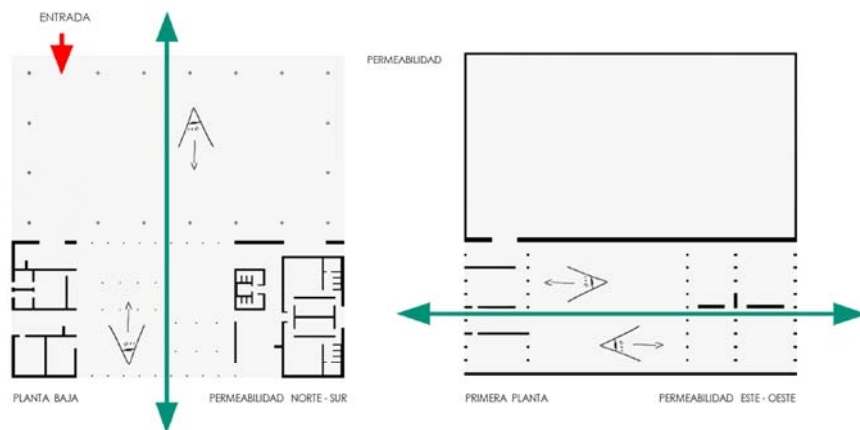 ENTRADA
PERMEABILIDAD
PLANTA BAJA
PERMEABILIDAD NORTE - SUR
PRIMERA PLANTA
PERMEABILIDAD ESTE - OESTE